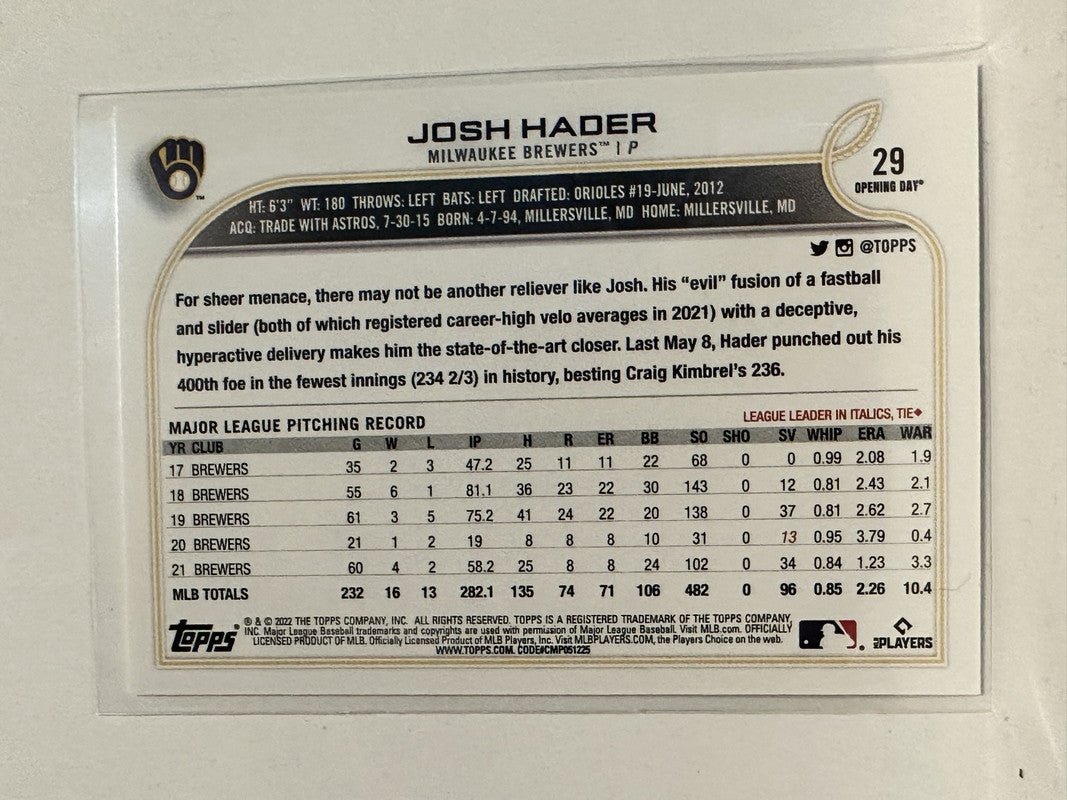 JOSH HADER
MILWAUKEE BREWERS™ | P
29
OPENING DAY®
HT: 6'3" WT: 180 THROWS: LEFT BATS: LEFT DRAFTED: ORIOLES #19-JUNE, 2012
ACQ: TRADE WITH ASTROS, 7-30-15 BORN: 4-7-94, MILLERSVILLE, MD HOME: MILLERSVILLE, MD
@TOPPS
For sheer menace, there may not be another reliever like Josh. His “evil” fusion of a fastball
and slider (both of which registered career-high velo averages in 2021) with a deceptive,
hyperactive delivery makes him the state-of-the-art closer. Last May 8, Hader punched out his
400th foe in the fewest innings (234 2/3) in history, besting Craig Kimbrel’s 236.
MAJOR LEAGUE PITCHING RECORD LEAGUE LEADER IN ITALICS, TIE◆
YR CLUB G W L IP H R ER BB SO SHO SV WHIP ERA WAR
17 BREWERS 35 2 3 47.2 25 11 11 22 68 0 0 0.99 2.08 1.9
18 BREWERS 55 6 1 81.1 36 23 22 30 143 0 12 0.81 2.43 2.1
19 BREWERS 61 3 5 75.2 41 24 22 20 138 0 37 0.81 2.62 2.7
20 BREWERS 21 1 2 19 8 8 8 10 31 0 13 0.95 3.79 0.4
21 BREWERS 60 4 2 58.2 25 8 8 24 102 0 34 0.84 1.23 3.3
MLB TOTALS 232 16 13 282.1 135 74 71 106 482 0 96 0.85 2.26 10.4
Topps®
® & © 2022 THE TOPPS COMPANY, INC. ALL RIGHTS RESERVED. TOPPS IS A REGISTERED TRADEMARK OF THE TOPPS COMPANY,
INC. Major League Baseball trademarks and copyrights are used with permission of Major League Baseball. Visit MLB.com. OFFICIALLY
LICENSED PRODUCT OF MLB Players, Inc. Officially Licensed Product of MLB Players, Inc. Visit MLBPLAYERS.COM, the Players Choice on the web.
WWW.TOPPS.COM. CODE#CMP051225
MLB PLAYERS